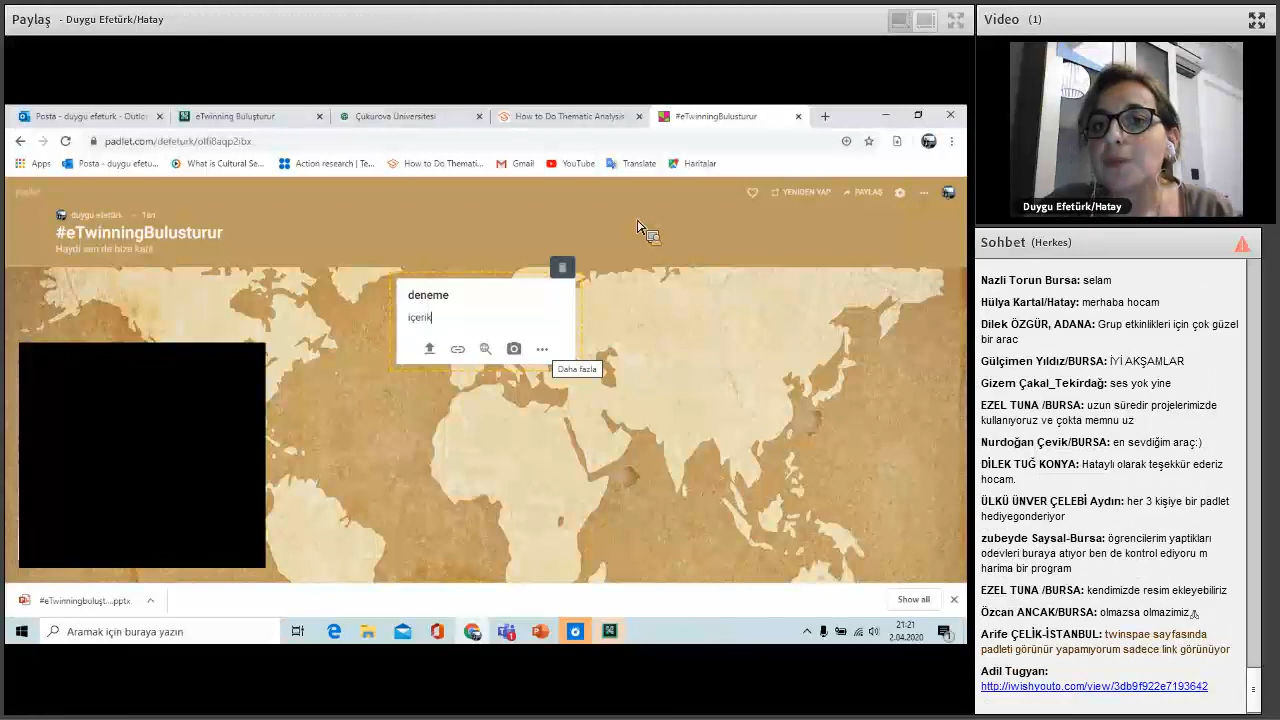 Paylaş - Duygu Efetürk/Hatay
Posta - duygu efeturk - Outlo
eTwinning Buluşturur.
Çukurova Üniversitesi
How to Do Thematic Analysis
#eTwinningBulusturur
padlet.com/defeturk/olfi8aqp2ibx
Apps
Posta - duygu efetu...
What is Cultural Se...
Action research | Te...
How to Do Themati...
Gmail
YouTube
Translate
Haritalar
padlet
YENİDEN YAP
PAYLAŞ
duygu efetürk
#eTwinningBulusturur
Haydi sen de bize katıl
deneme
içerik
Daha fazla
#eTwinningbuluşt....pptx
Show all
Aramak için buraya yazın
21:21
2.04.2020
Video (1)
Duygu Efetürk/Hatay
Sohbet (Herkes)
Nazli Torun Bursa: selam
Hülya Kartal/Hatay: merhaba hocam
Dilek ÖZGÜR, ADANA: Grup etkinlikleri için çok güzel
bir arac
Gülçimen Yıldız/BURSA: İYİ AKŞAMLAR
Gizem Çakal_Tekirdağ: ses yok yine
EZEL TUNA /BURSA: uzun süredir projelerimizde
kullanıyoruz ve çokta memnu uz
Nurdoğan Çevik/BURSA: en sevdiğim araç:)
DİLEK TUĞ KONYA: Hataylı olarak teşekkür ederiz
hocam.
ÜLKÜ ÜNVER ÇELEBİ Aydın: her 3 kişiye bir padlet
hediyegonderiyor
zubeyde Saysal-Bursa: ögrencilerim yaptikları
odevleri buraya atıyor ben de kontrol ediyoru m
harima bir program
EZEL TUNA /BURSA: kendimizde resim ekleyebiliriz
Özcan ANCAK/BURSA: olmazsa olmazimiz
Arife ÇELİK-İSTANBUL: twinspae sayfasında
padleti görünür yapamıyorum sadece link görünüyor
Adil Tugyan:
http://iwishyouto.com/view/3db9f922e7193642